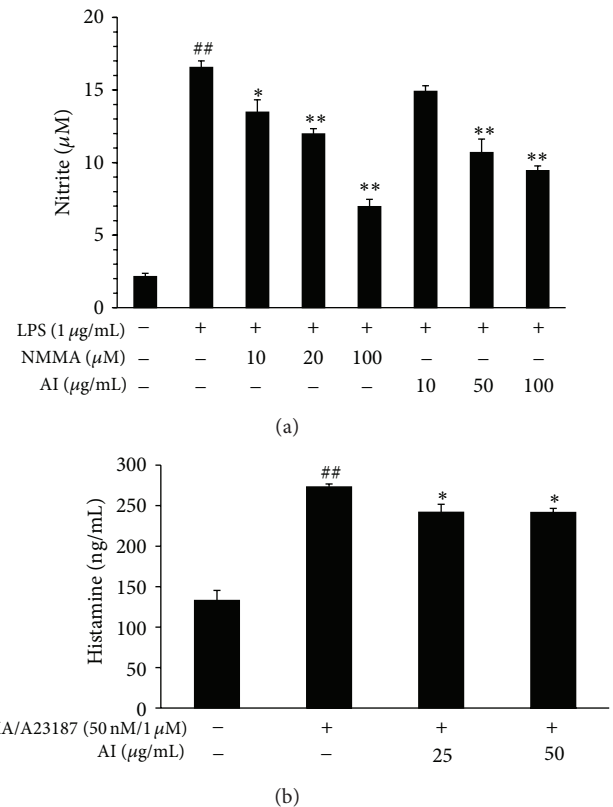 20
15
10
5
0
Nitrite (μM)
##
*
**
**
**
**
LPS (1 μg/mL) − + + + + + + +
NMMA (μM) − − 10 20 100 − − −
AI (μg/mL) − − − − − 10 50 100
(a)
300
250
200
150
100
50
0
Histamine (ng/mL)
##
*
*
A/A23187 (50 nM/1 μM) − + + +
AI (μg/mL) − − 25 50
(b)